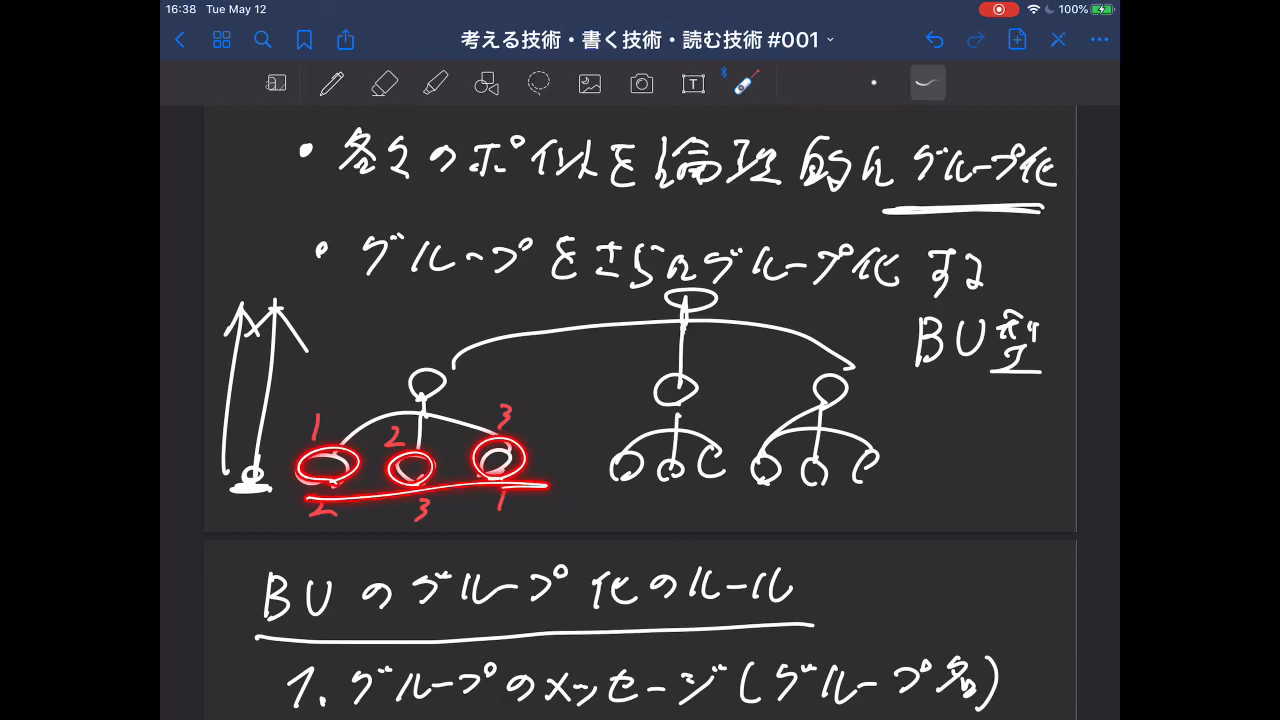 16:38 Tue May 12 100%
考える技術・書く技術・読む技術 #001
T
・各々のポイントを論理的にグループ化
・グループをさらにグループ化する
BU型
1 2 3
2 3 1
BUのグループ化のルール
1. グループのメッセージ(グループ名)